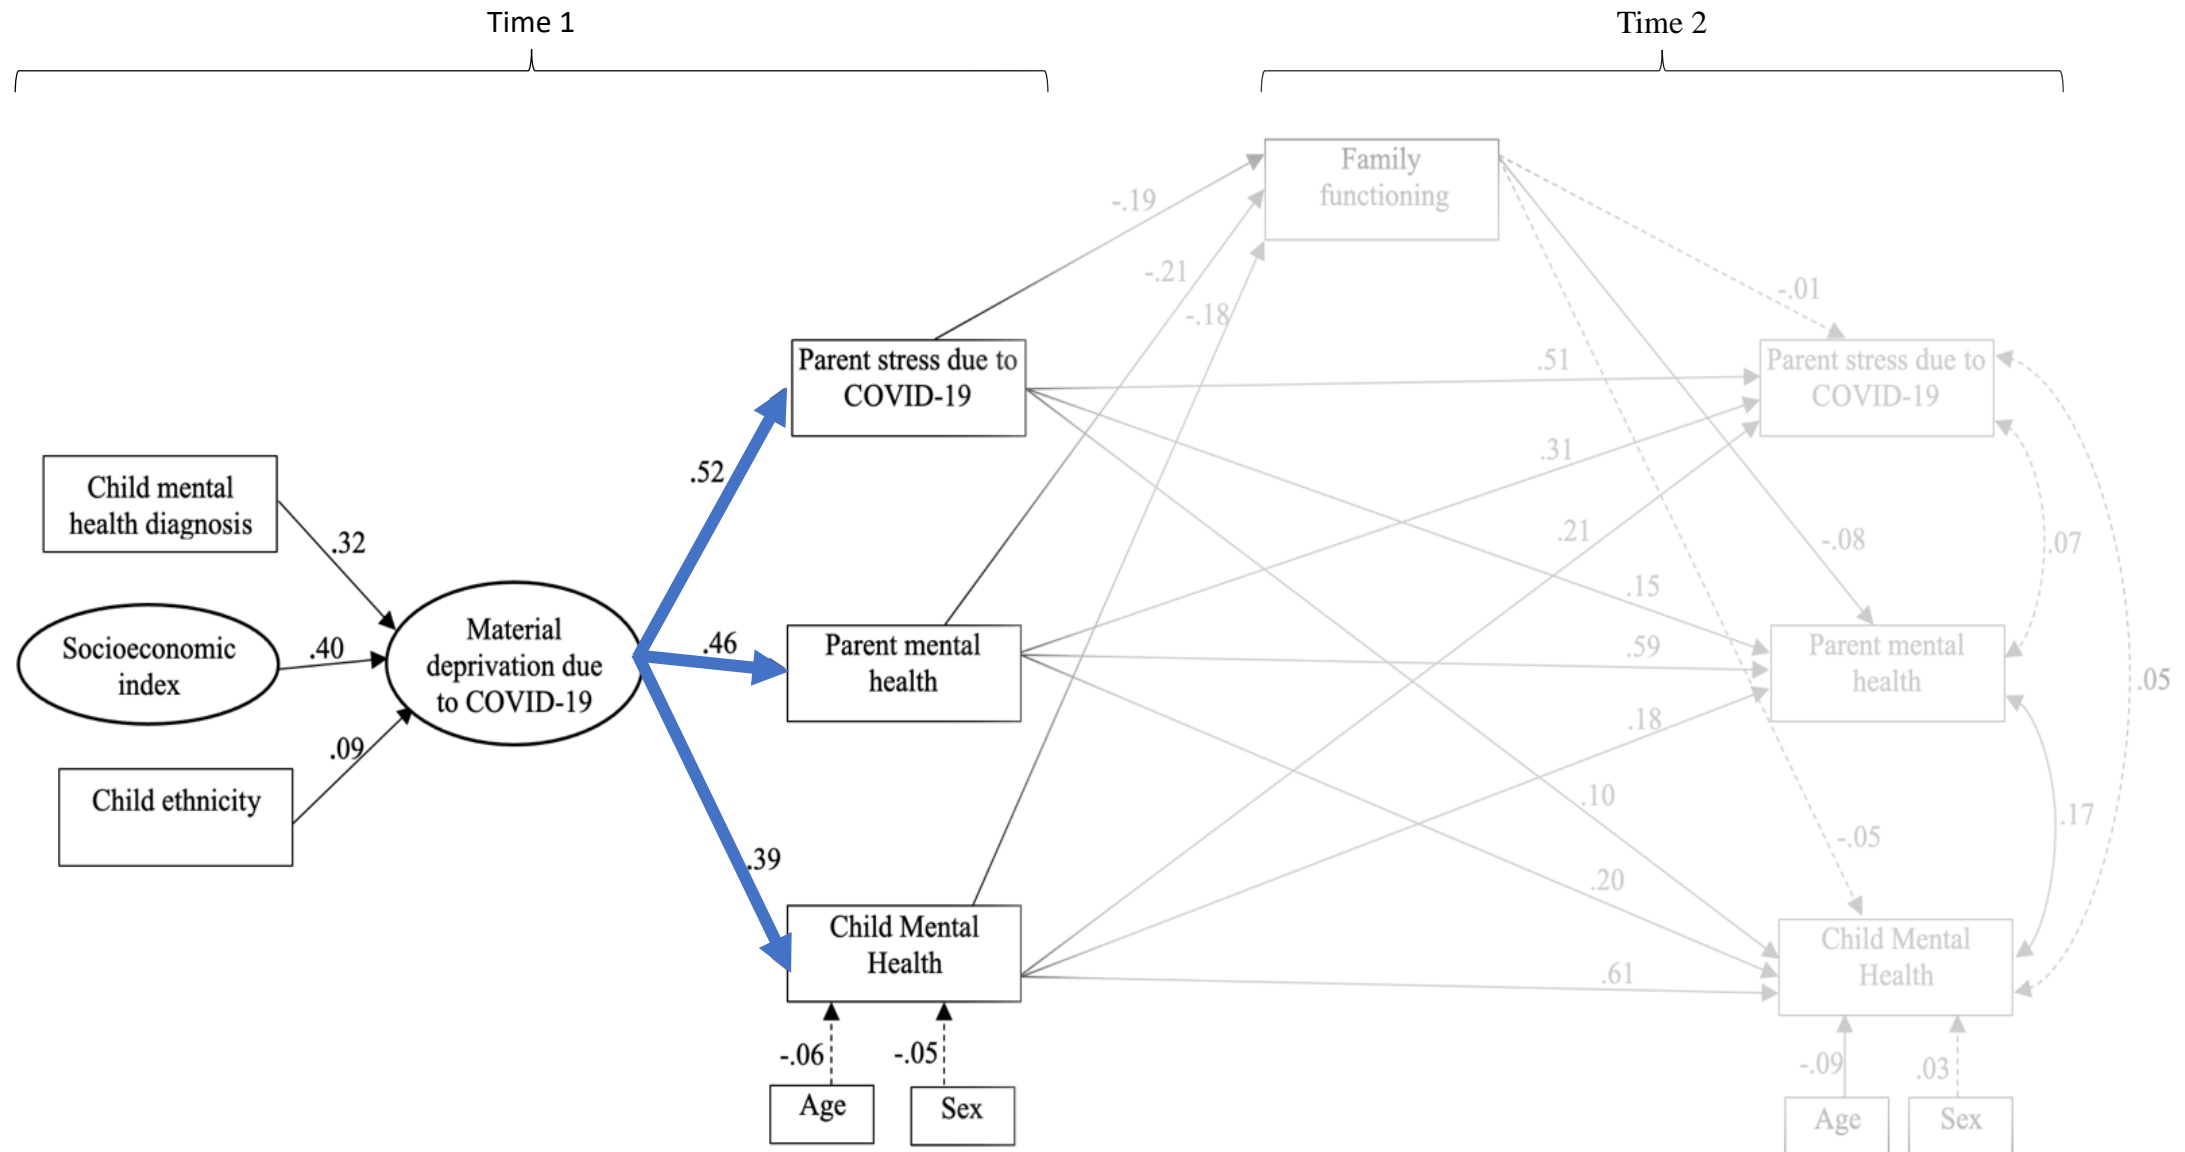 Time 1
Time 2
Family
functioning
-.19
-.21
-.18
-.01
Parent stress due to
COVID-19
.51
Parent stress due to
COVID-19
.52
.31
.21
Child mental
health diagnosis
.32
-.08
.07
.15
Socioeconomic
index
.40
Material
deprivation due
to COVID-19
.46
Parent mental
health
.59
Parent mental
health
.05
.09
.18
Child ethnicity
.10
.17
-.05
.39
.20
Child Mental
Health
.61
Child Mental
Health
-.06
-.05
-.09
.03
Age
Sex
Age
Sex